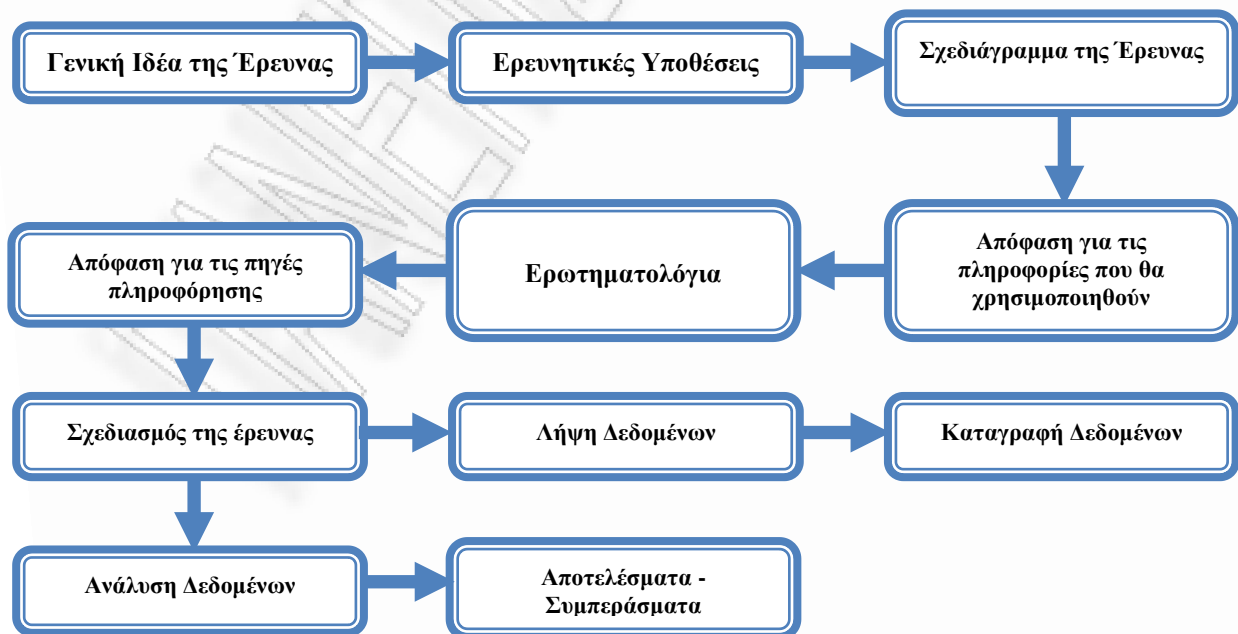 Γενική Ιδέα της Έρευνας
Ερευνητικές Υποθέσεις
Σχεδιάγραμμα της Έρευνας
Απόφαση για τις
πληροφορίες που θα
χρησιμοποιηθούν
Ερωτηματολόγια
Απόφαση για τις πηγές
πληροφόρησης
Σχεδιασμός της έρευνας
Λήψη Δεδομένων
Καταγραφή Δεδομένων
Ανάλυση Δεδομένων
Αποτελέσματα -
Συμπεράσματα